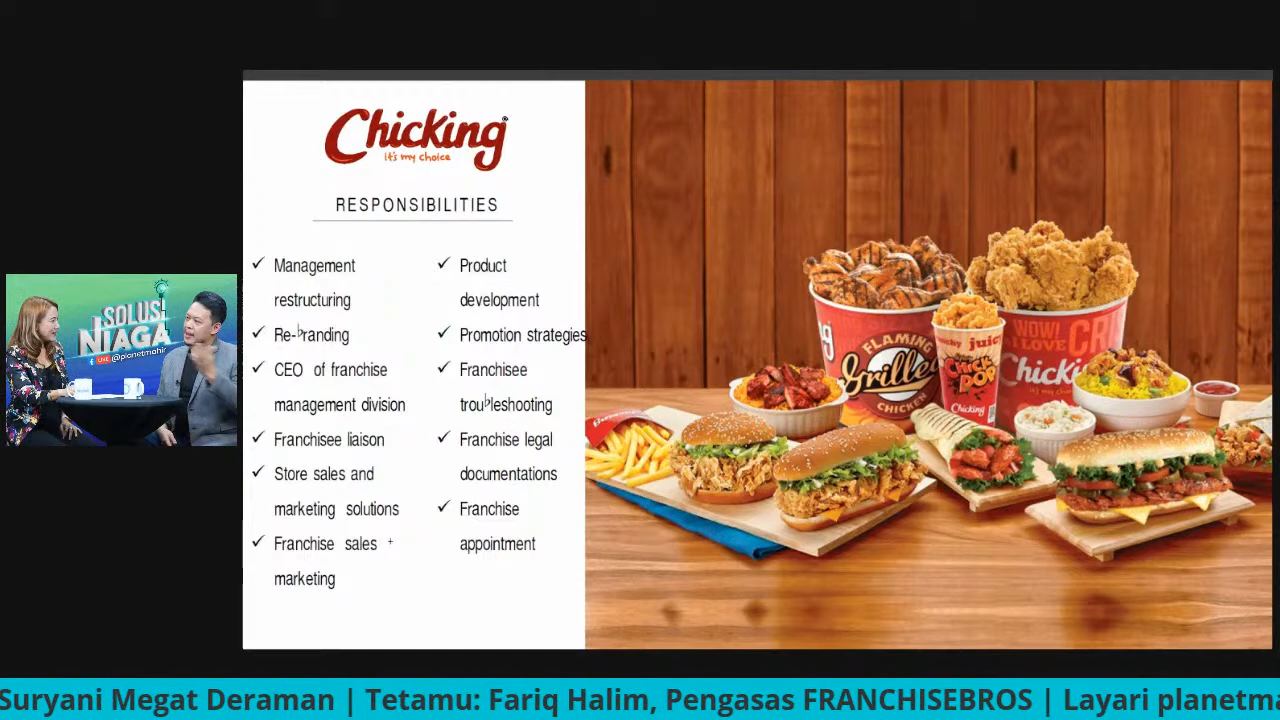 Chicking
it's my choice
RESPONSIBILITIES
✓ Management
restructuring
✓ Re-branding
✓ CEO of franchise
management division
✓ Franchisee liaison
✓ Store sales and
marketing solutions
✓ Franchise sales +
marketing
✓ Product
development
✓ Promotion strategies
✓ Franchisee
troubleshooting
✓ Franchise legal
documentations
✓ Franchise
appointment
SOLUSI
NIAGA
LIVE @planetmahir
FLAMING
Grilled
CHICKEN
juicy
CHICK
POP
Chicking
WOW!
I LOVE
Suryani Megat Deraman | Tetamu: Fariq Halim, Pengasas FRANCHISEBROS | Layari planetma